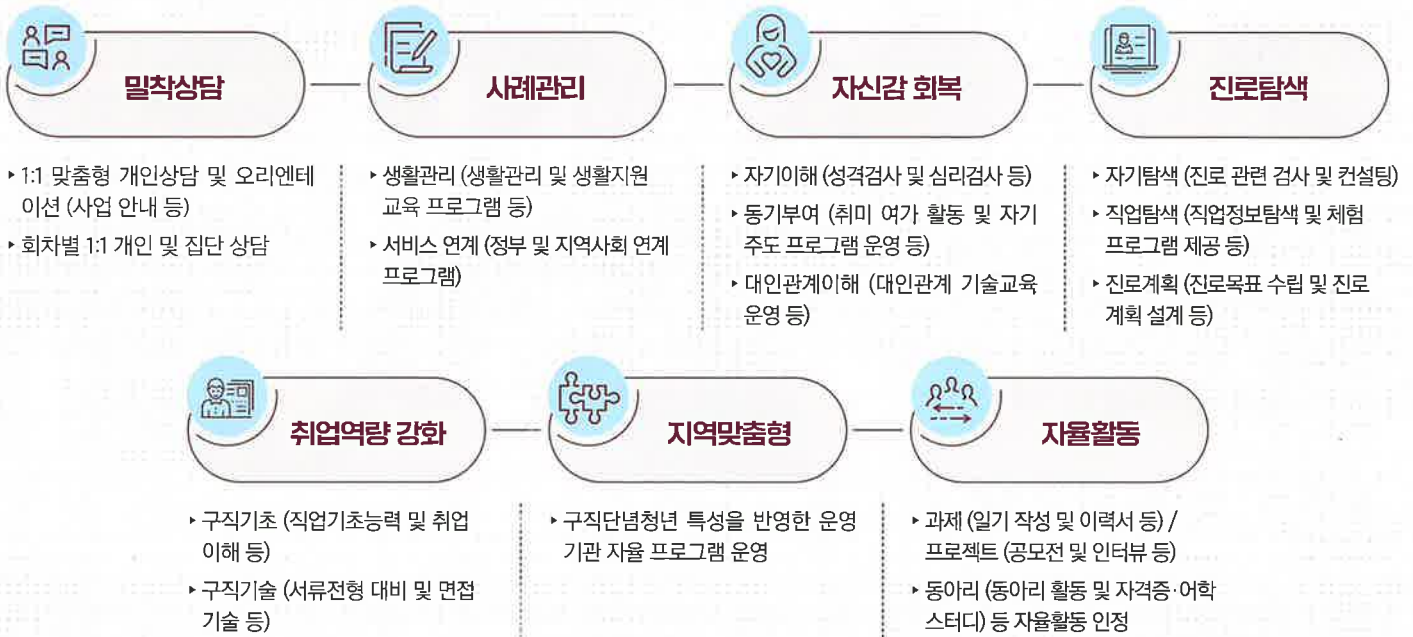 밀착상담
▸ 1:1 맞춤형 개인상담 및 오리엔테
이션 (사업 안내 등)
▸ 회차별 1:1 개인 및 집단 상담
사례관리
▸ 생활관리 (생활관리 및 생활지원
교육 프로그램 등)
▸ 서비스 연계 (정부 및 지역사회 연계
프로그램)
자신감 회복
▸ 자기이해 (성격검사 및 심리검사 등)
▸ 동기부여 (취미 여가 활동 및 자기
주도 프로그램 운영 등)
▸ 대인관계이해 (대인관계 기술교육
운영 등)
진로탐색
▸ 자기탐색 (진로 관련 검사 및 컨설팅)
▸ 직업탐색 (직업정보탐색 및 체험
프로그램 제공 등)
▸ 진로계획 (진로목표 수립 및 진로
계획 설계 등)
취업역량 강화
▸ 구직기초 (직업기초능력 및 취업
이해 등)
▸ 구직기술 (서류전형 대비 및 면접
기술 등)
지역맞춤형
▸ 구직단념청년 특성을 반영한 운영
기관 자율 프로그램 운영
자율활동
▸ 과제 (일기 작성 및 이력서 등) /
프로젝트 (공모전 및 인터뷰 등)
▸ 동아리 (동아리 활동 및 자격증·어학
스터디) 등 자율활동 인정